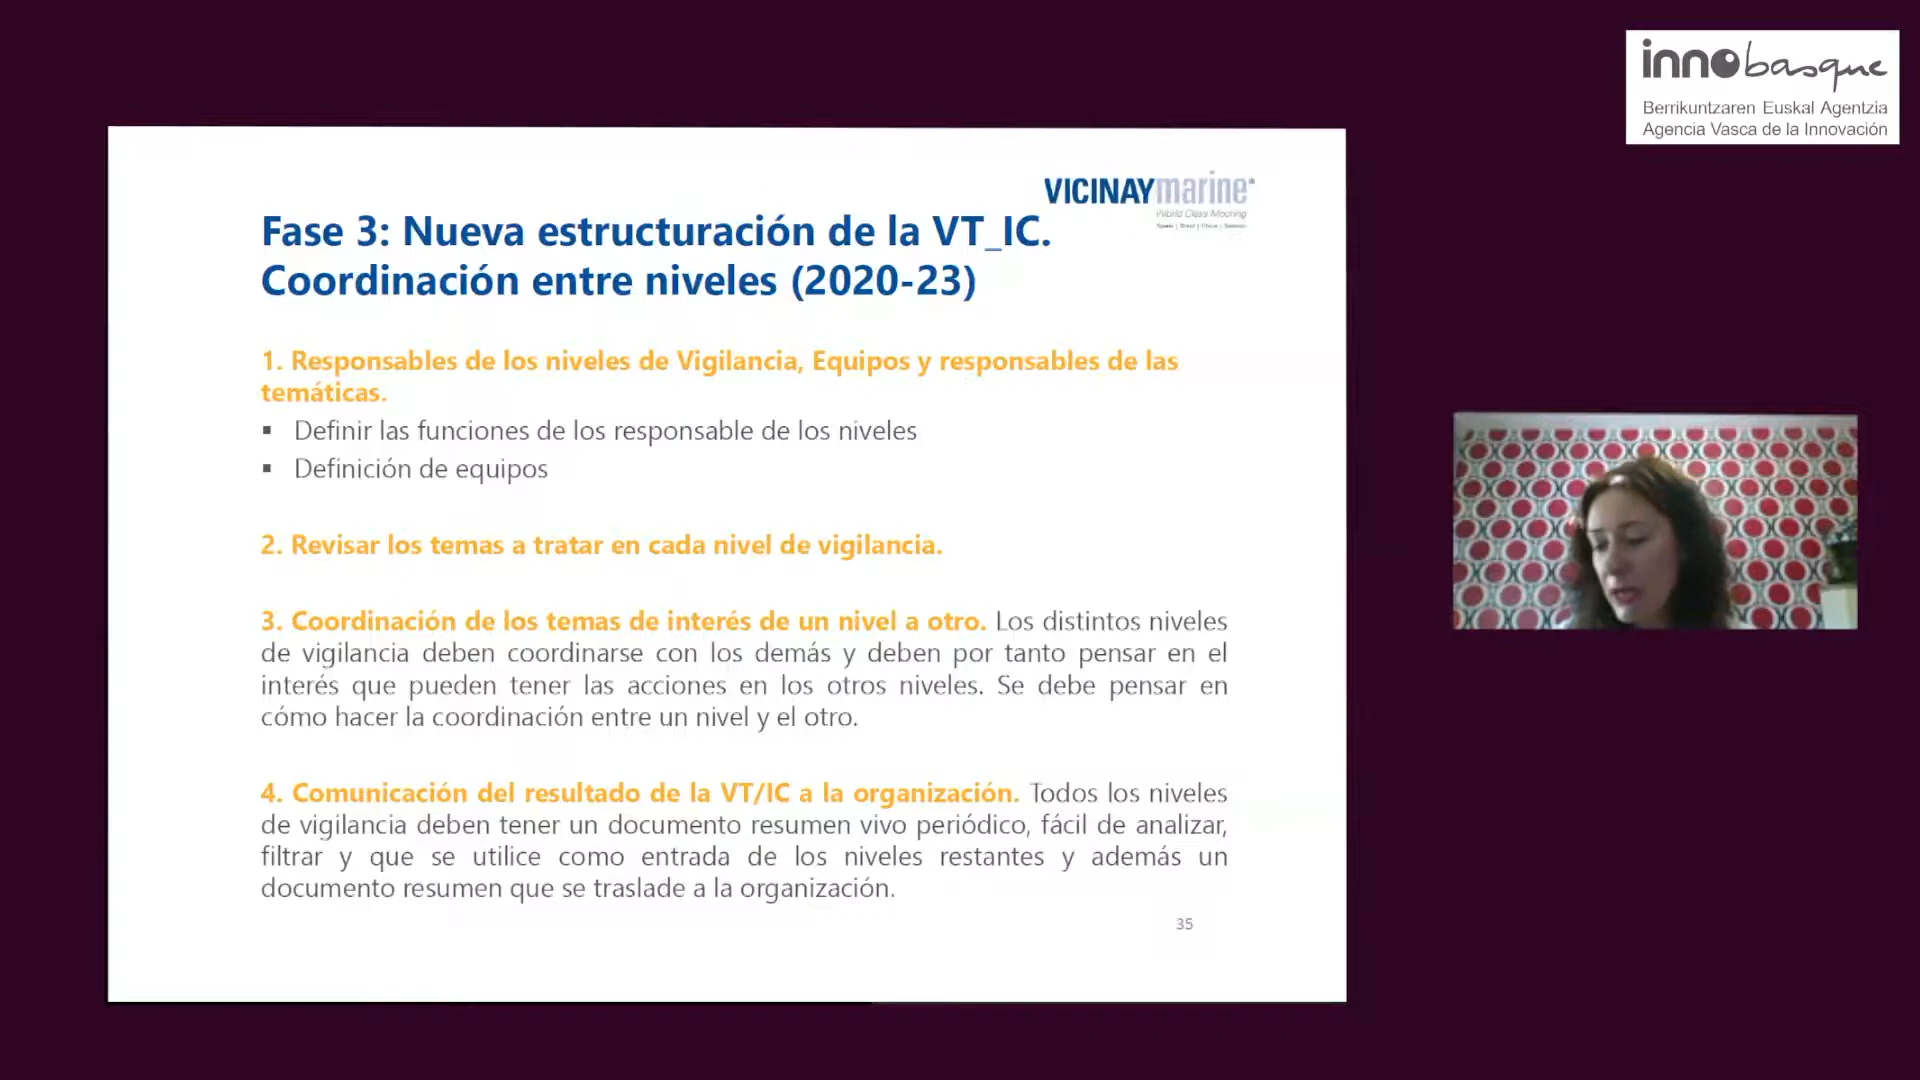 innobasque
Berrikuntzaren Euskal Agentzia
Agencia Vasca de la Innovación
VICINAYmarine®
World Class Mooring
Fase 3: Nueva estructuración de la VT_IC.
Coordinación entre niveles (2020-23)
1. Responsables de los niveles de Vigilancia, Equipos y responsables de las
temáticas.
▪ Definir las funciones de los responsable de los niveles
▪ Definición de equipos
2. Revisar los temas a tratar en cada nivel de vigilancia.
3. Coordinación de los temas de interés de un nivel a otro. Los distintos niveles
de vigilancia deben coordinarse con los demás y deben por tanto pensar en el
interés que pueden tener las acciones en los otros niveles. Se debe pensar en
cómo hacer la coordinación entre un nivel y el otro.
4. Comunicación del resultado de la VT/IC a la organización. Todos los niveles
de vigilancia deben tener un documento resumen vivo periódico, fácil de analizar,
filtrar y que se utilice como entrada de los niveles restantes y además un
documento resumen que se traslade a la organización.
35